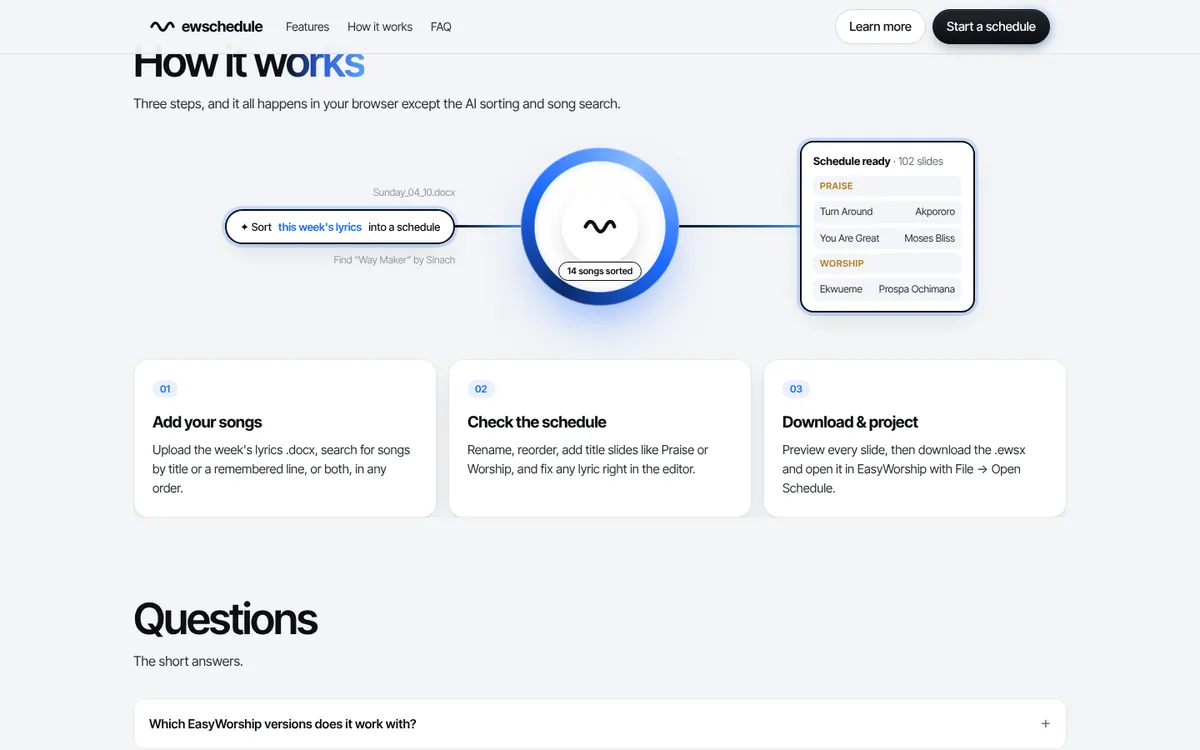 ewschedule
Features
How it works
FAQ
Learn more
Start a schedule
How it works
Three steps, and it all happens in your browser except the AI sorting and song search.
Sunday_04_10.docx
✦ Sort this week's lyrics into a schedule
Find "Way Maker" by Sinach
14 songs sorted
Schedule ready · 102 slides
PRAISE
Turn Around Akpororo
You Are Great Moses Bliss
WORSHIP
Ekwueme Prospa Ochimana
01
Add your songs
Upload the week's lyrics .docx, search for songs
by title or a remembered line, or both, in any
order.
02
Check the schedule
Rename, reorder, add title slides like Praise or
Worship, and fix any lyric right in the editor.
03
Download & project
Preview every slide, then download the .ewsx
and open it in EasyWorship with File → Open
Schedule.
Questions
The short answers.
Which EasyWorship versions does it work with? +